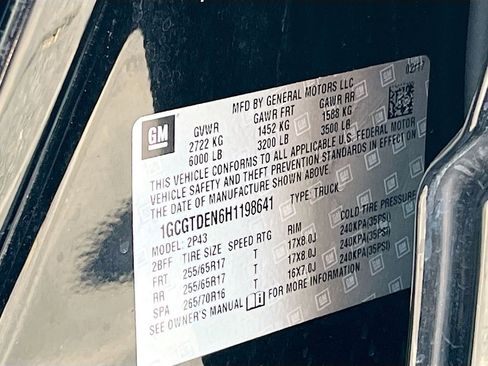 02/17
MFD BY GENERAL MOTORS LLC
GM
GVWR GAWR FRT GAWR RR
2722 KG 1452 KG 1588 KG
6000 LB 3200 LB 3500 LB
THIS VEHICLE CONFORMS TO ALL APPLICABLE U.S. FEDERAL MOTOR
VEHICLE SAFETY AND THEFT PREVENTION STANDARDS IN EFFECT ON
THE DATE OF MANUFACTURE SHOWN ABOVE.
1GCGTDEN6H1198641 TYPE: TRUCK
MODEL: 2P43
2BFF TIRE SIZE SPEED RTG RIM COLD TIRE PRESSURE
FRT 255/65R17 T 17X8.0J 240KPA(35PSI)
RR 255/65R17 T 17X8.0J 240KPA(35PSI)
SPA 265/70R16 T 16X7.0J 240KPA(35PSI)
SEE OWNER'S MANUAL FOR MORE INFORMATION.